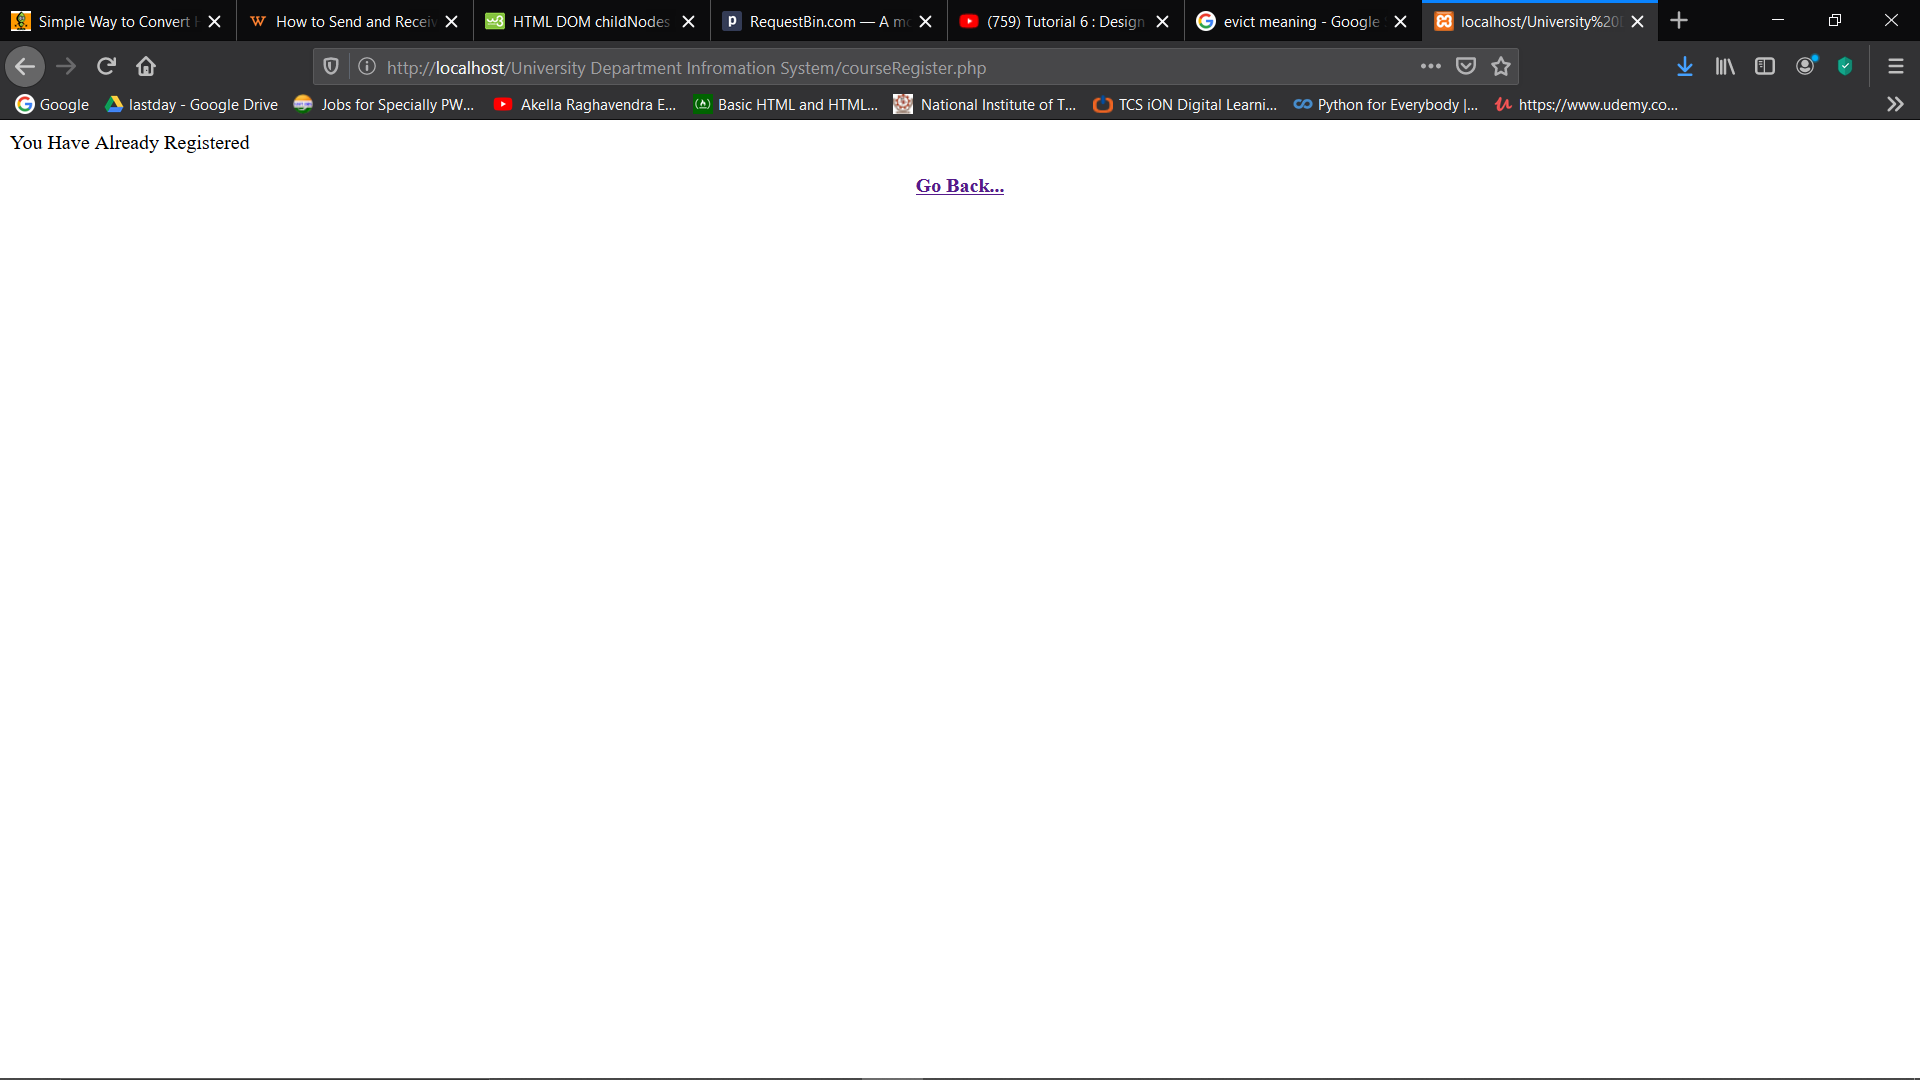 Simple Way to Convert
How to Send and Receiv
HTML DOM childNodes
RequestBin.com — A mo
(759) Tutorial 6 : Design
evict meaning - Google
localhost/University%20
http://localhost/University Department Infromation System/courseRegister.php
Google
lastday - Google Drive
Jobs for Specially PW...
Akella Raghavendra E...
Basic HTML and HTML...
National Institute of T...
TCS iON Digital Learni...
Python for Everybody |...
https://www.udemy.co...
You Have Already Registered
Go Back...